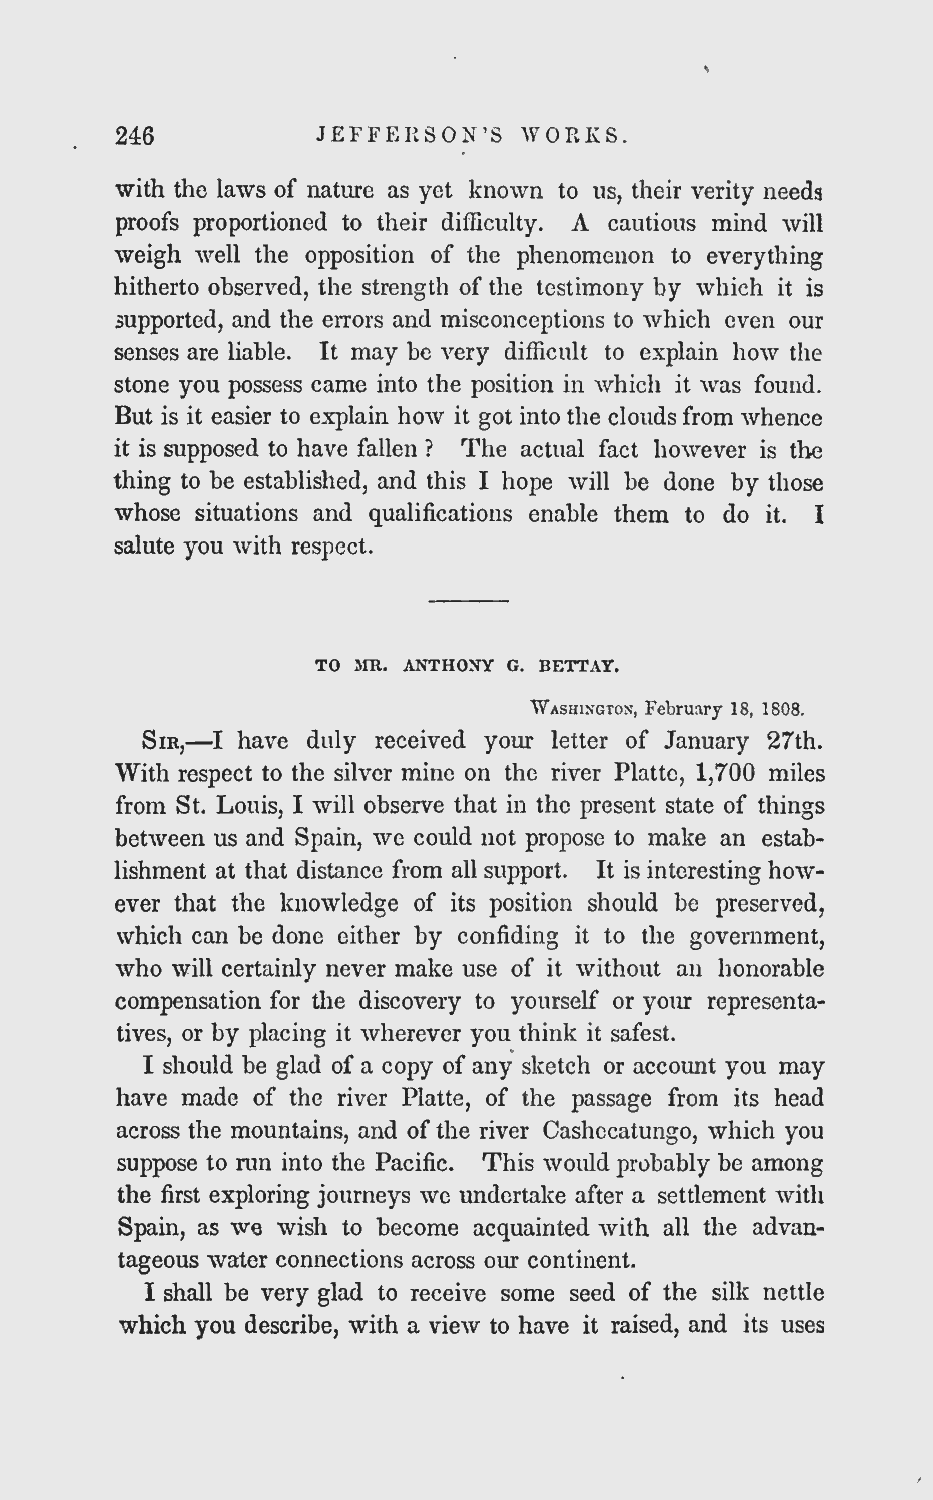 246 JEFFERSON'S WORKS.
with the laws of nature as yet known to us, their verity needs
proofs proportioned to their difficulty. A cautious mind will
weigh well the opposition of the phenomenon to everything
hitherto observed, the strength of the testimony by which it is
supported, and the errors and misconceptions to which even our
senses are liable. It may be very difficult to explain how the
stone you possess came into the position in which it was found.
But is it easier to explain how it got into the clouds from whence
it is supposed to have fallen? The actual fact however is the
thing to be established, and this I hope will be done by those
whose situations and qualifications enable them to do it. I
salute you with respect.
TO MR. ANTHONY G. BETTAY.
WASHINGTON, February 18, 1808.
SIR,—I have duly received your letter of January 27th.
With respect to the silver mine on the river Platte, 1,700 miles
from St. Louis, I will observe that in the present state of things
between us and Spain, we could not propose to make an estab-
lishment at that distance from all support. It is interesting how-
ever that the knowledge of its position should be preserved,
which can be done either by confiding it to the government,
who will certainly never make use of it without an honorable
compensation for the discovery to yourself or your representa-
tives, or by placing it wherever you think it safest.
I should be glad of a copy of any sketch or account you may
have made of the river Platte, of the passage from its head
across the mountains, and of the river Cashecatungo, which you
suppose to run into the Pacific. This would probably be among
the first exploring journeys we undertake after a settlement with
Spain, as we wish to become acquainted with all the advan-
tageous water connections across our continent.
I shall be very glad to receive some seed of the silk nettle
which you describe, with a view to have it raised, and its uses